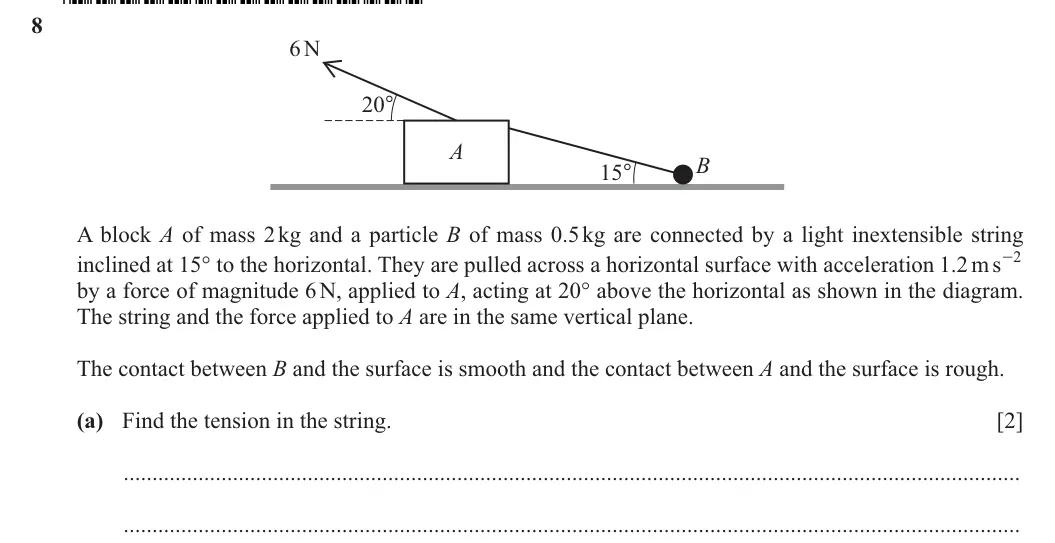 8
6 N
20°
A
15°
B
A block A of mass 2 kg and a particle B of mass 0.5 kg are connected by a light inextensible string
inclined at 15° to the horizontal. They are pulled across a horizontal surface with acceleration 1.2 m s⁻²
by a force of magnitude 6 N, applied to A, acting at 20° above the horizontal as shown in the diagram.
The string and the force applied to A are in the same vertical plane.
The contact between B and the surface is smooth and the contact between A and the surface is rough.
(a) Find the tension in the string. [2]